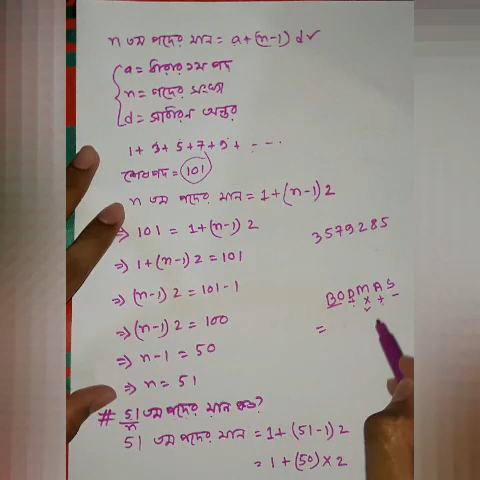 n তম পদের মান = a + (n-1) d ✓
a = ধারার ১ম পদ
n = পদের সংখ্যা
d = সাধারন অন্তর
1 + 3 + 5 + 7 + 9 + - - -
শেষপদ = 101
n তম পদের মান = 1 + (n-1) 2
⇒ 101 = 1 + (n-1) 2
⇒ 1 + (n-1) 2 = 101
⇒ (n-1) 2 = 101 - 1
⇒ (n-1) 2 = 100
⇒ n - 1 = 50
⇒ n = 51
# 51 তম পদের মান কত?
n
51 তম পদের মান = 1 + (51-1) 2
= 1 + (50) × 2
3579285
BODMAS
÷ × + -
=